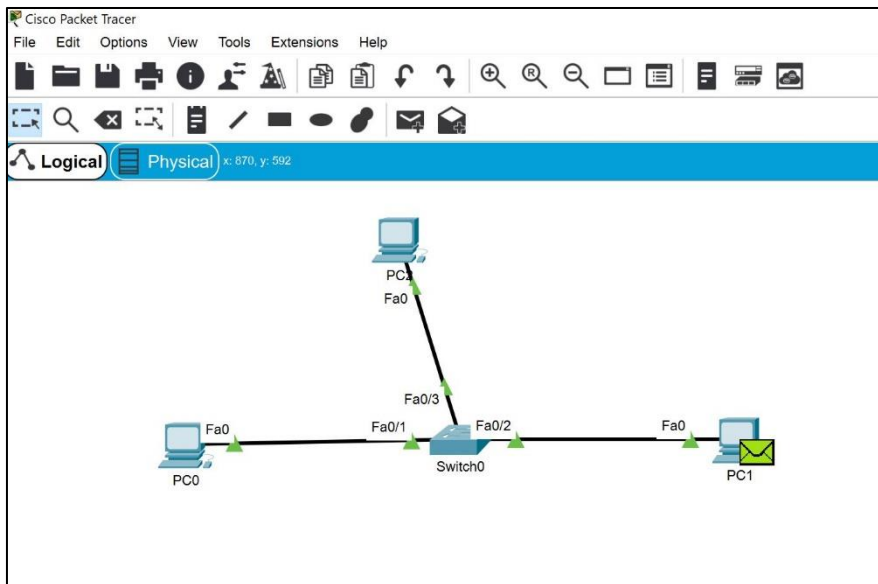 Cisco Packet Tracer
File Edit Options View Tools Extensions Help
Logical Physical x: 870, y: 592
PC2
Fa0
Fa0/3
Fa0 Fa0/1 Fa0/2 Fa0
Switch0
PC0 PC1